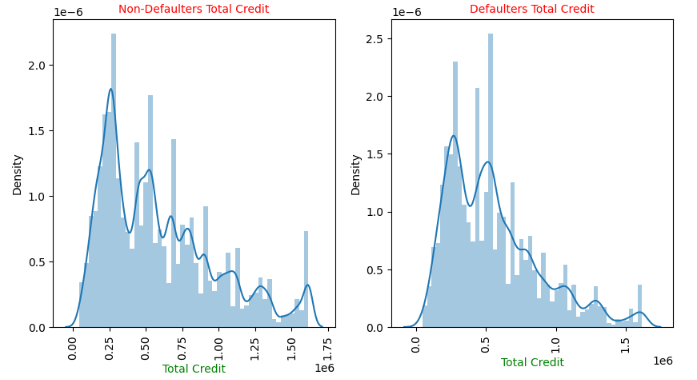 Non-Defaulters Total Credit
1e−6
2.0
1.5
1.0
0.5
0.0
Density
0.00
0.25
0.50
0.75
1.00
1.25
1.50
1.75
1e6
Total Credit
Defaulters Total Credit
1e−6
2.5
2.0
1.5
1.0
0.5
0.0
Density
0.0
0.5
1.0
1.5
1e6
Total Credit